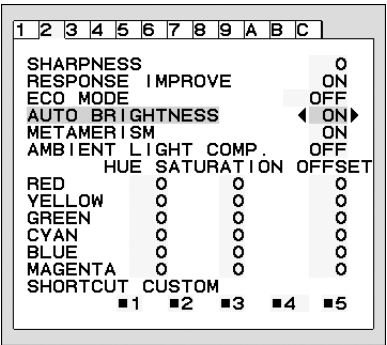 1 2 3 4 5 6 7 8 9 A B C
SHARPNESS 0
RESPONSE IMPROVE ON
ECO MODE OFF
AUTO BRIGHTNESS ◀ ON▶
METAMERISM ON
AMBIENT LIGHT COMP. OFF
HUE SATURATION OFFSET
RED 0 0 0
YELLOW 0 0 0
GREEN 0 0 0
CYAN 0 0 0
BLUE 0 0 0
MAGENTA 0 0 0
SHORTCUT CUSTOM
■1 ■2 ■3 ■4 ■5